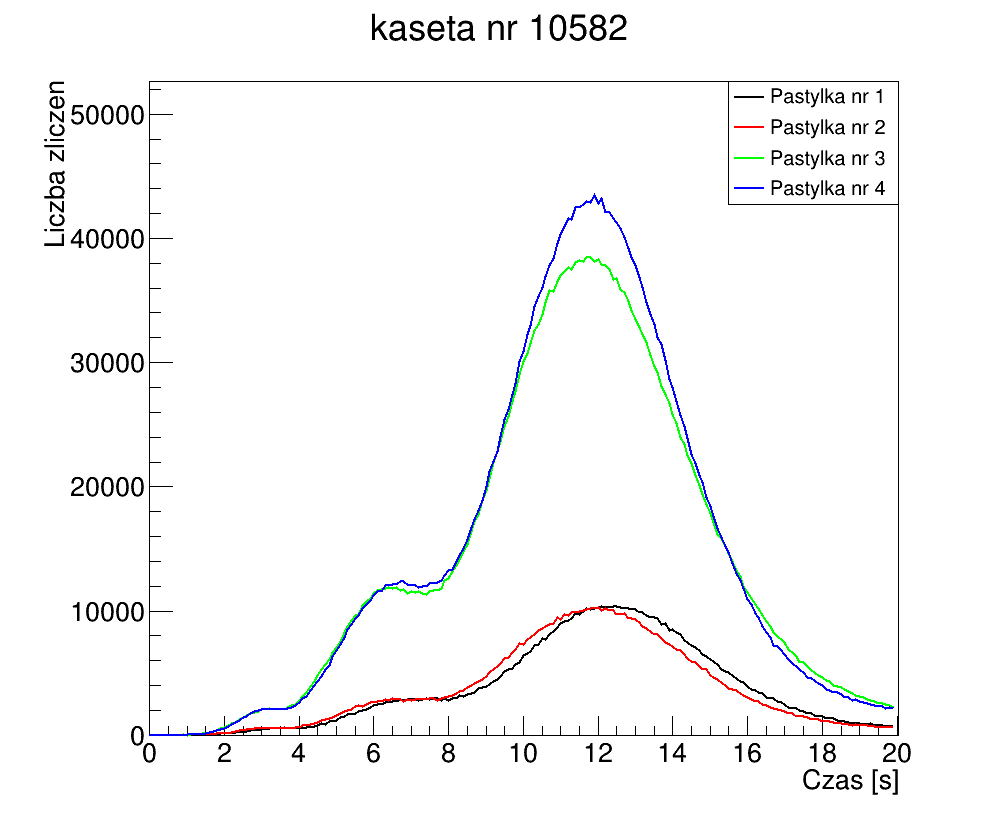 kaseta nr 10582
Liczba zliczen
50000
40000
30000
20000
10000
0
Pastylka nr 1
Pastylka nr 2
Pastylka nr 3
Pastylka nr 4
0 2 4 6 8 10 12 14 16 18 20
Czas [s]